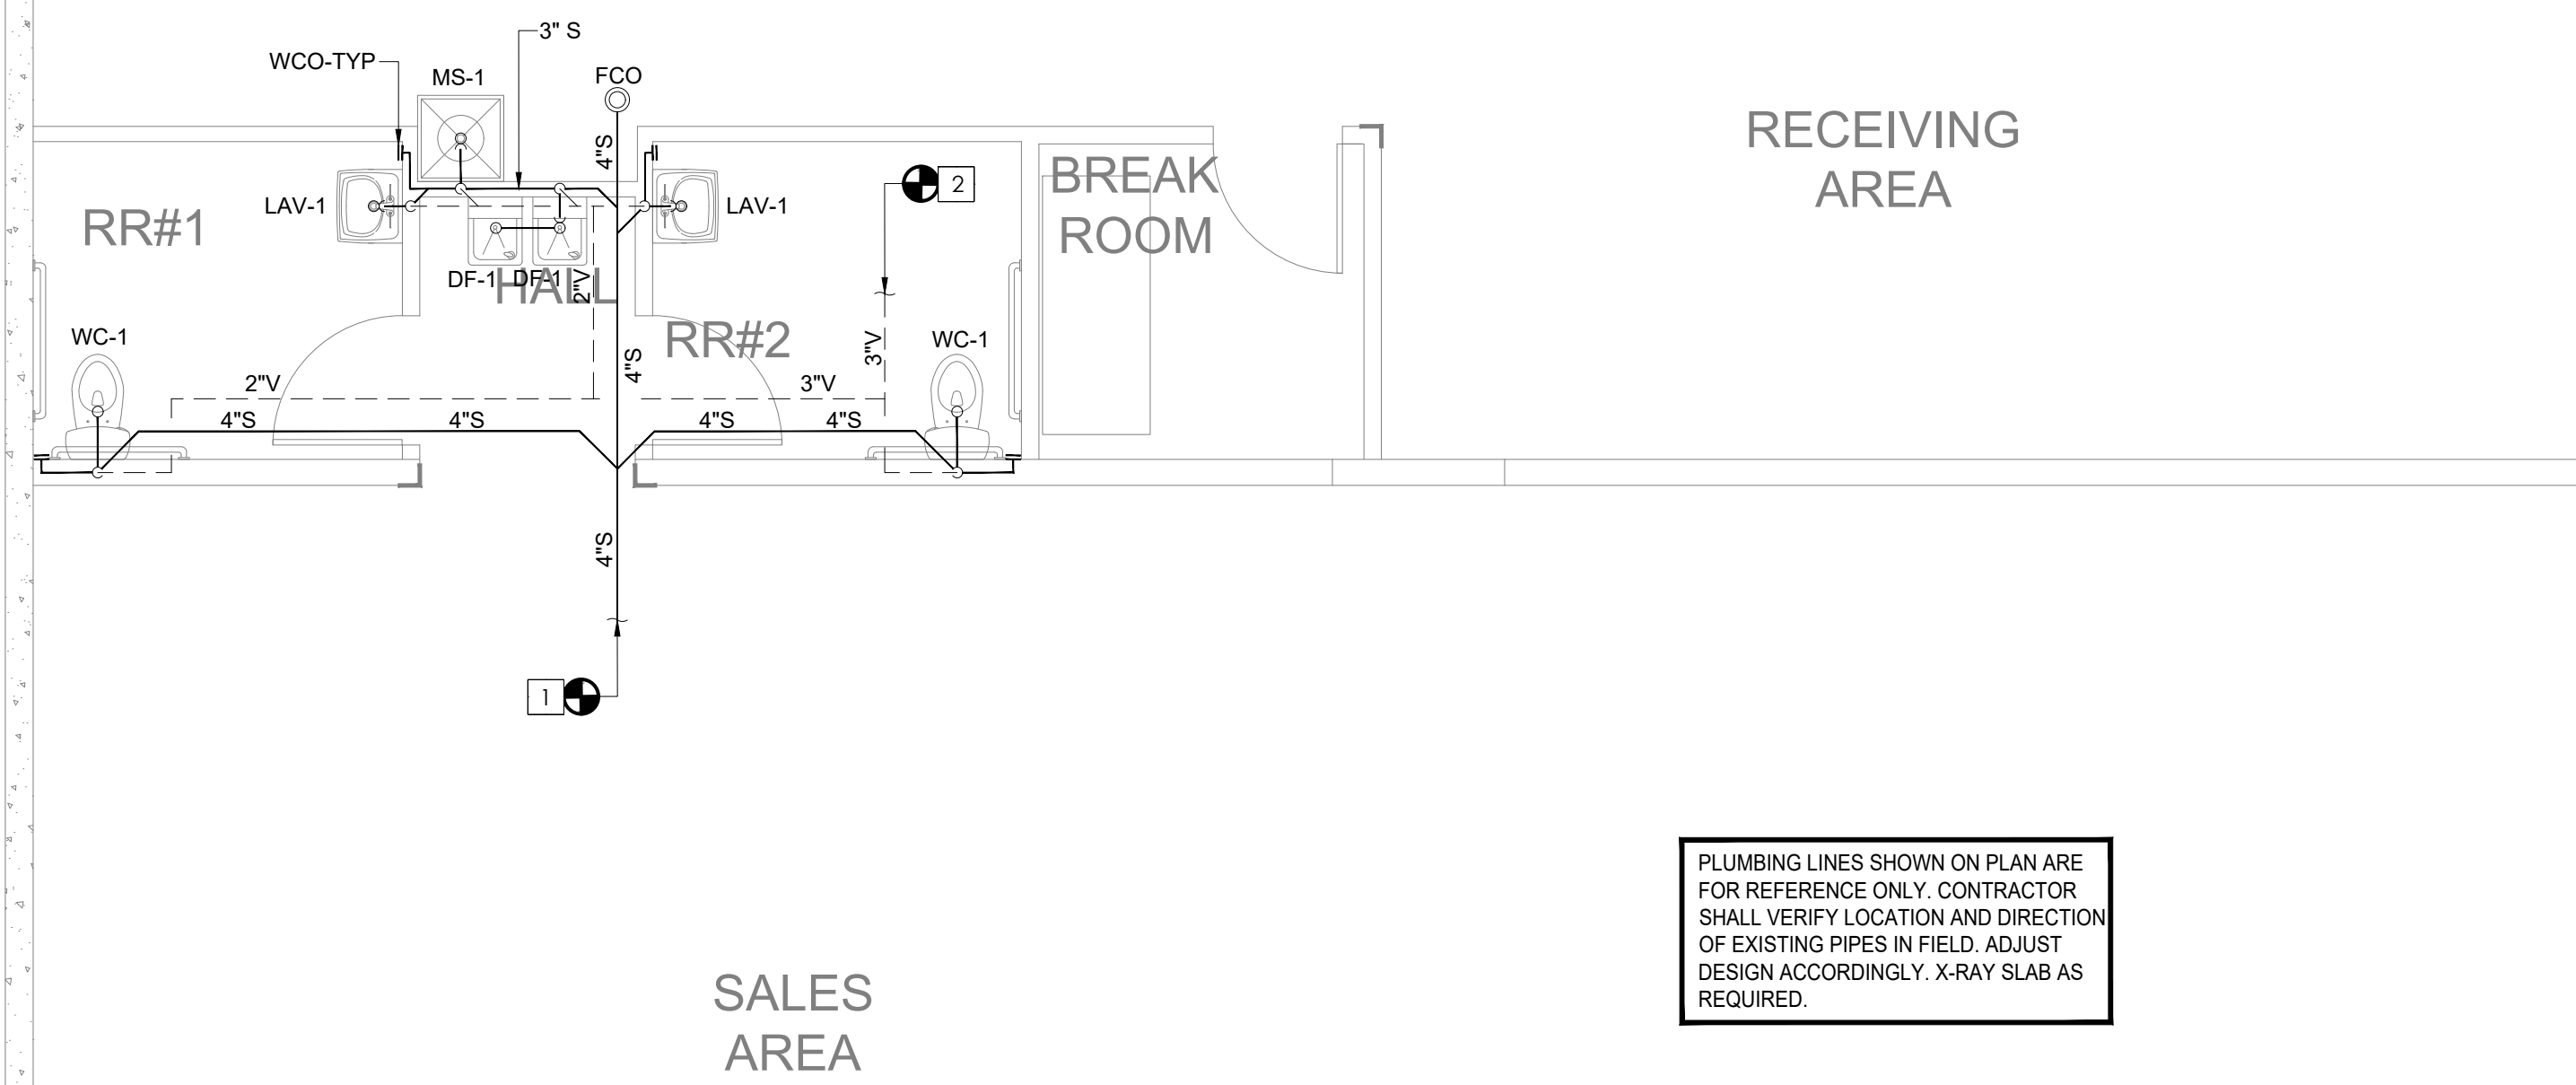 3" S
WCO-TYP
MS-1
FCO
4"S
RECEIVING
AREA
BREAK
ROOM
2
RR#1
LAV-1
LAV-1
DF-1
DF-1
HALL
2"V
RR#2
WC-1
4"S
3"V
WC-1
2"V
3"V
4"S
4"S
4"S
4"S
4"S
1
PLUMBING LINES SHOWN ON PLAN ARE
FOR REFERENCE ONLY. CONTRACTOR
SHALL VERIFY LOCATION AND DIRECTION
OF EXISTING PIPES IN FIELD. ADJUST
DESIGN ACCORDINGLY. X-RAY SLAB AS
REQUIRED.
SALES
AREA